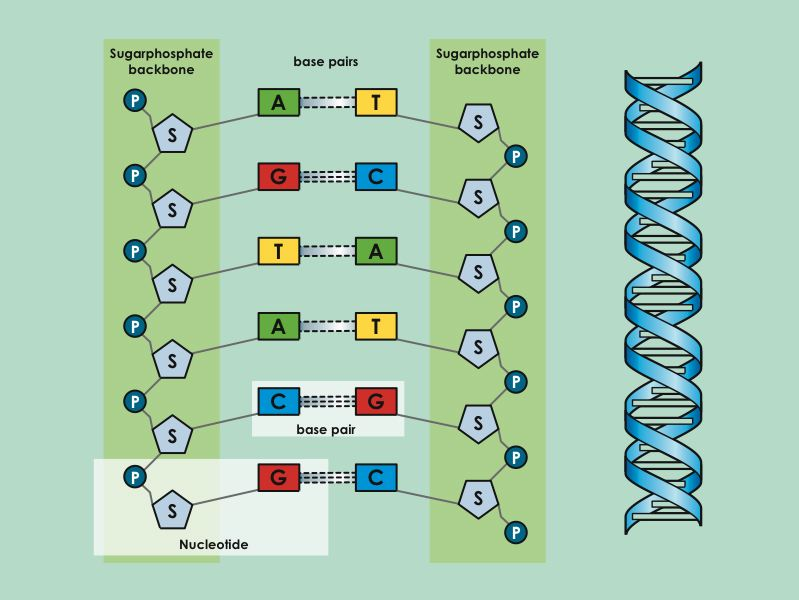 Sugarphosphate
backbone
base pairs
Sugarphosphate
backbone
P
A T
S S
P
P
G C
S S
P
P
T A
S S
P
P
A T
S S
P
P
C G
base pair
S S
P
P
G C
S S
P
Nucleotide